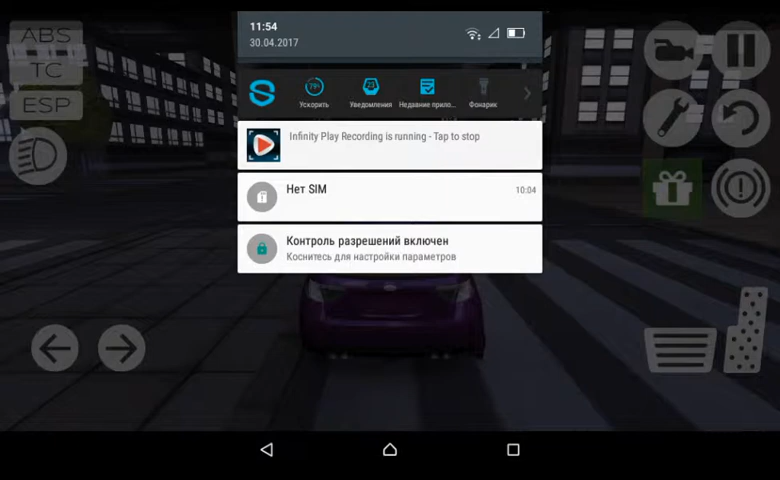 11:54
30.04.2017
ABS
TC
ESP
79%
Ускорить
Уведомления
Недавние прило...
Фонарик
Infinity Play Recording is running - Tap to stop
Нет SIM
10:04
Контроль разрешений включен
Коснитесь для настройки параметров